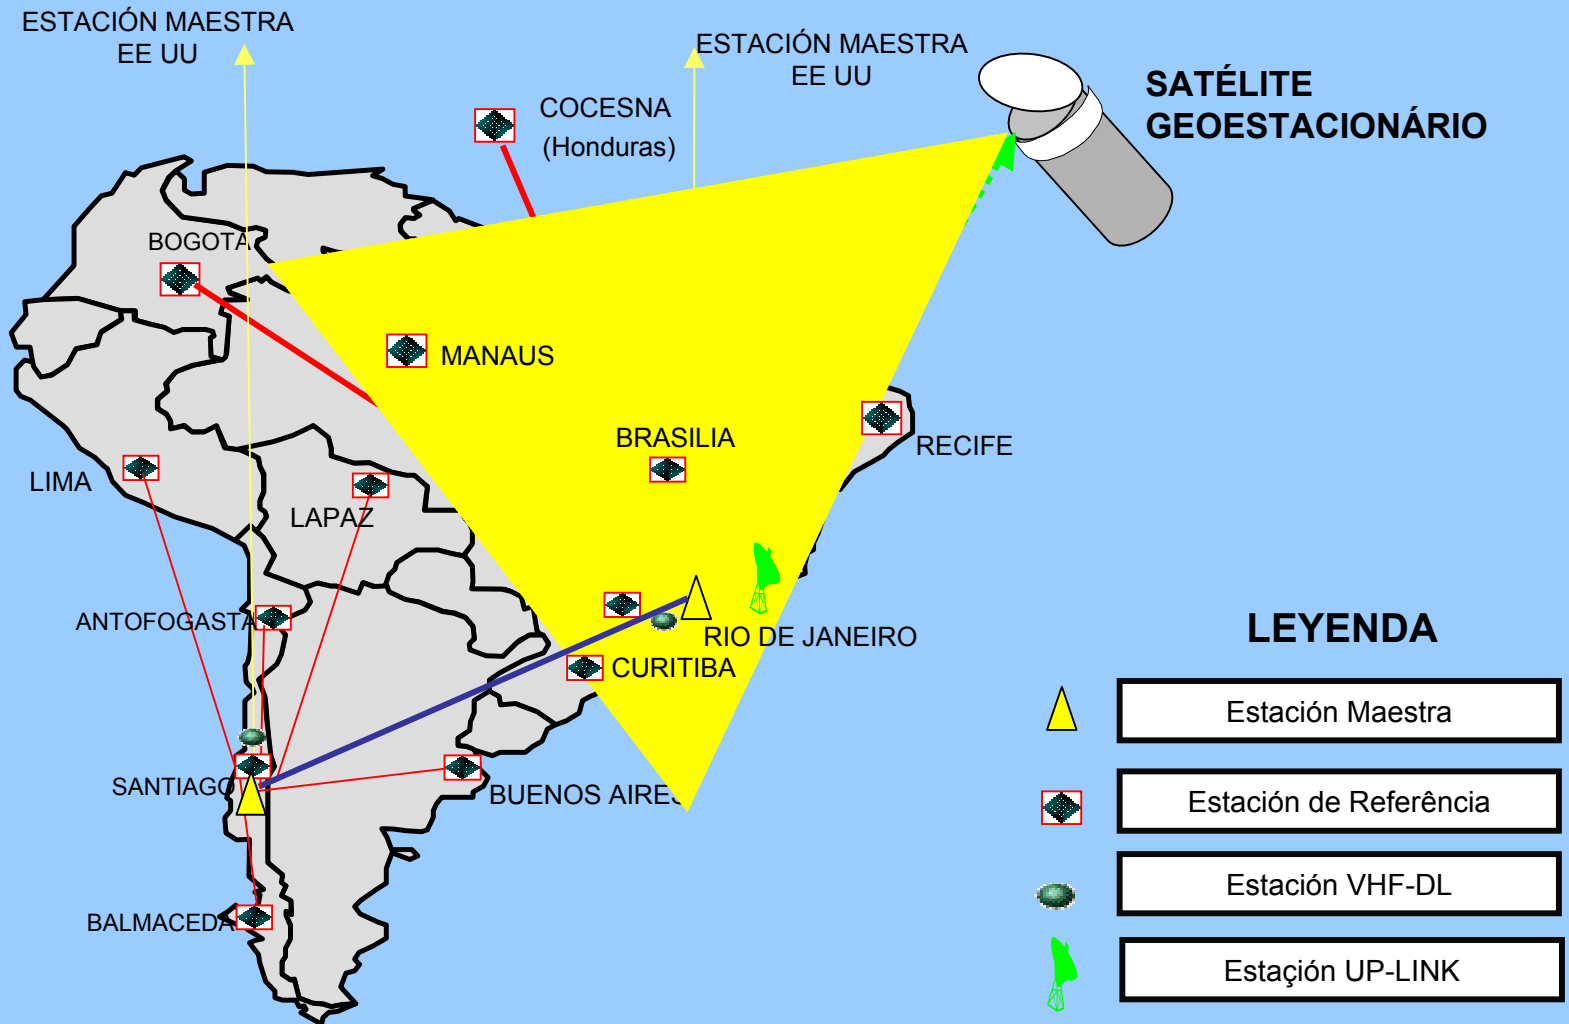 ESTACIÓN MAESTRA
EE UU
ESTACIÓN MAESTRA
EE UU
COCESNA
(Honduras)
SATÉLITE
GEOESTACIONÁRIO
BOGOTA
MANAUS
BRASILIA
RECIFE
LIMA
LAPAZ
ANTOFOGASTA
RIO DE JANEIRO
CURITIBA
SANTIAGO
BUENOS AIRES
BALMACEDA
LEYENDA
Estación Maestra
Estación de Referência
Estación VHF-DL
Estaçión UP-LINK